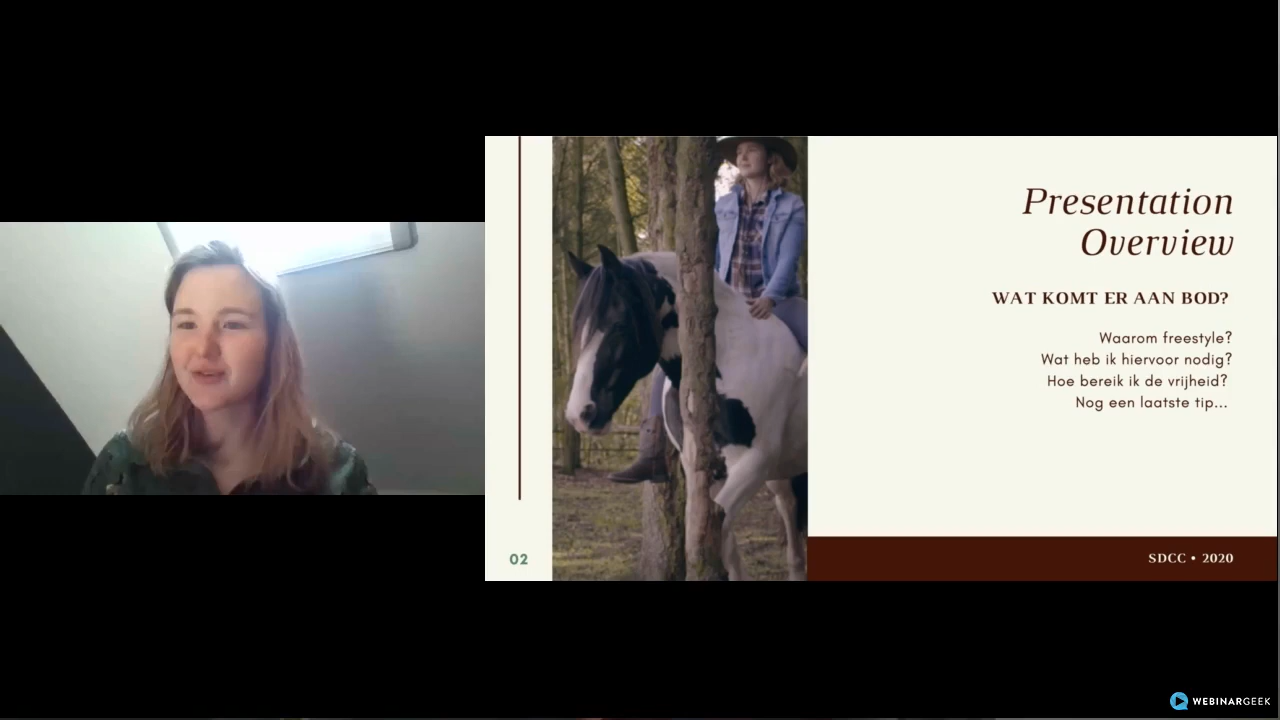 Presentation
Overview
WAT KOMT ER AAN BOD?
Waarom freestyle?
Wat heb ik hiervoor nodig?
Hoe bereik ik de vrijheid?
Nog een laatste tip...
02
SDCC • 2020
WEBINARGEEK